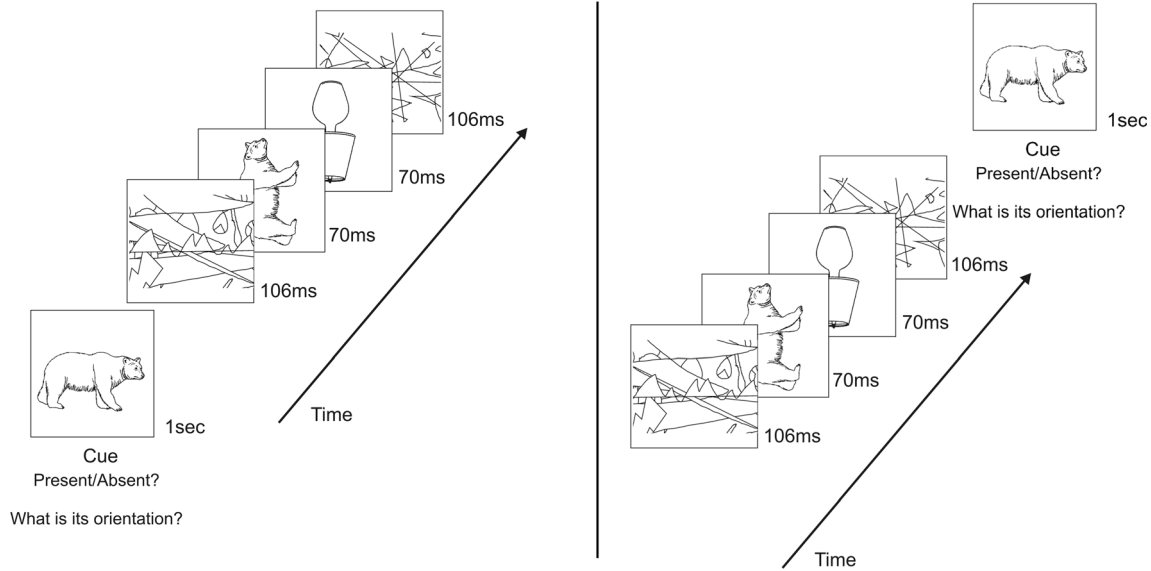 106ms
70ms
70ms
106ms
1sec
Cue
Present/Absent?
What is its orientation?
Time
1sec
Cue
Present/Absent?
What is its orientation?
106ms
70ms
70ms
106ms
Time